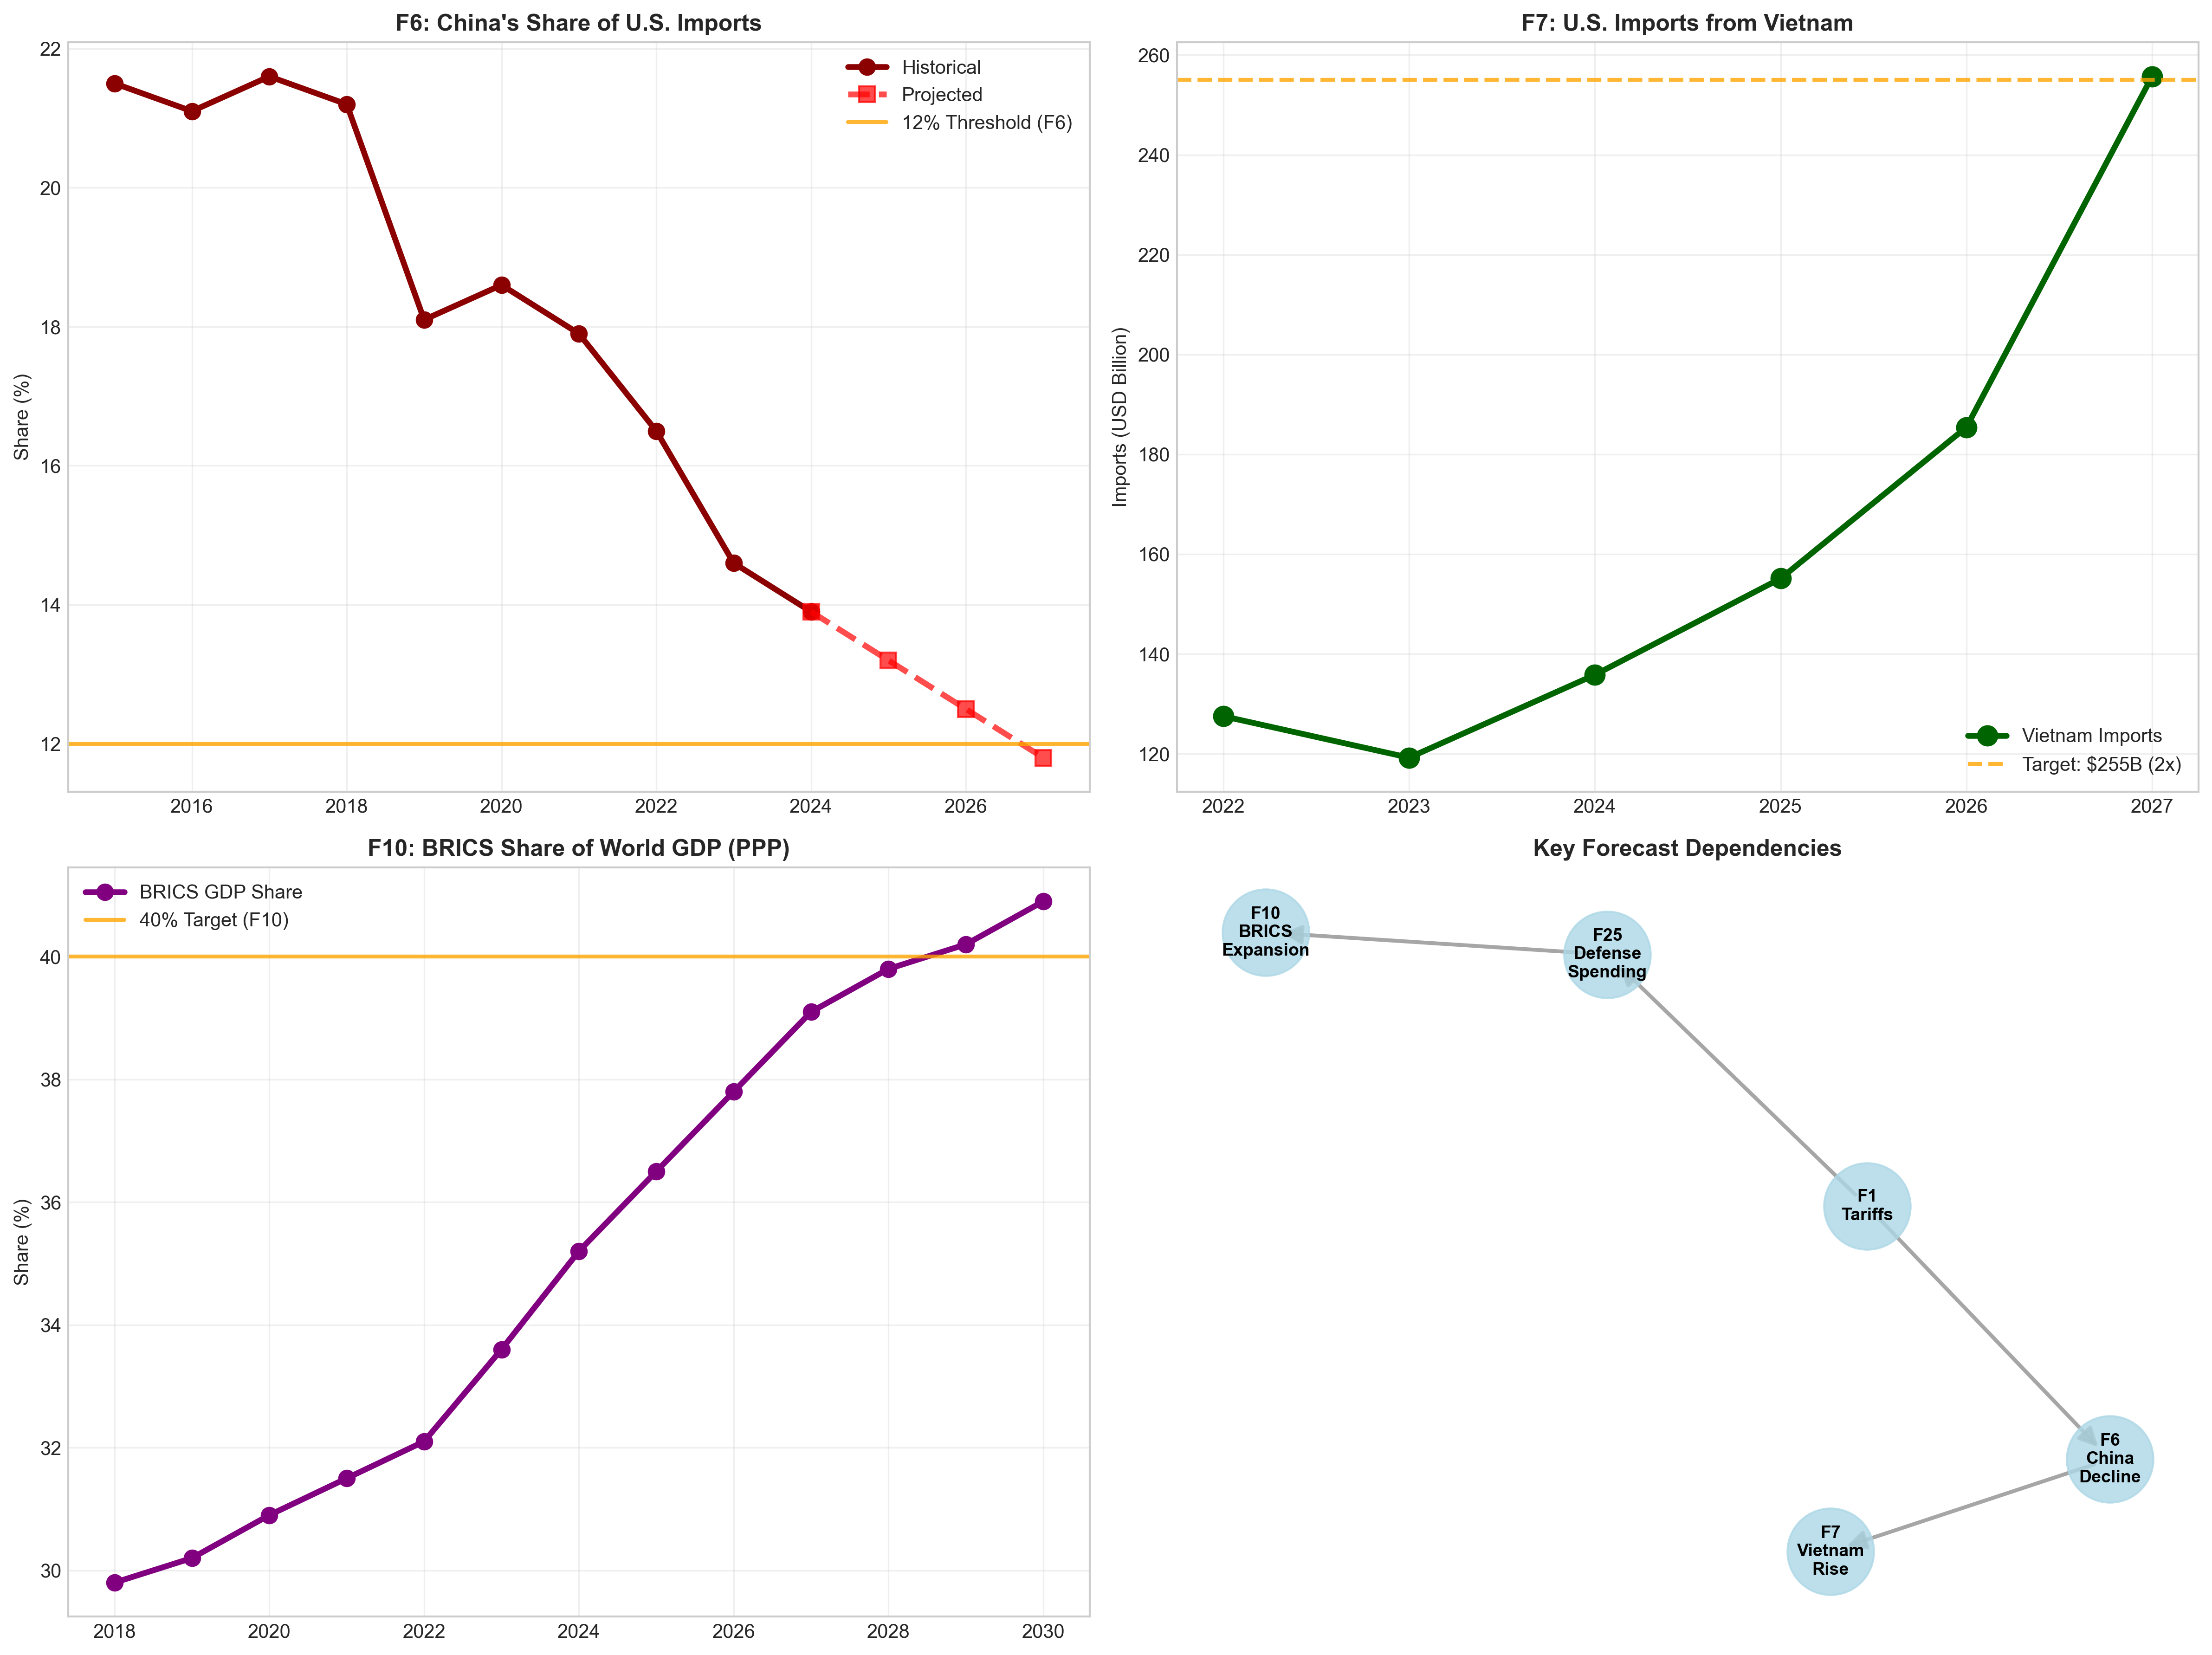 F6: China's Share of U.S. Imports
Share (%)
22
20
18
16
14
12
2016
2018
2020
2022
2024
2026
Historical
Projected
12% Threshold (F6)
F7: U.S. Imports from Vietnam
Imports (USD Billion)
260
240
220
200
180
160
140
120
2022
2023
2024
2025
2026
2027
Vietnam Imports
Target: $255B (2x)
F10: BRICS Share of World GDP (PPP)
Share (%)
40
38
36
34
32
30
2018
2020
2022
2024
2026
2028
2030
BRICS GDP Share
40% Target (F10)
Key Forecast Dependencies
F10
BRICS
Expansion
F25
Defense
Spending
F1
Tariffs
F6
China
Decline
F7
Vietnam
Rise